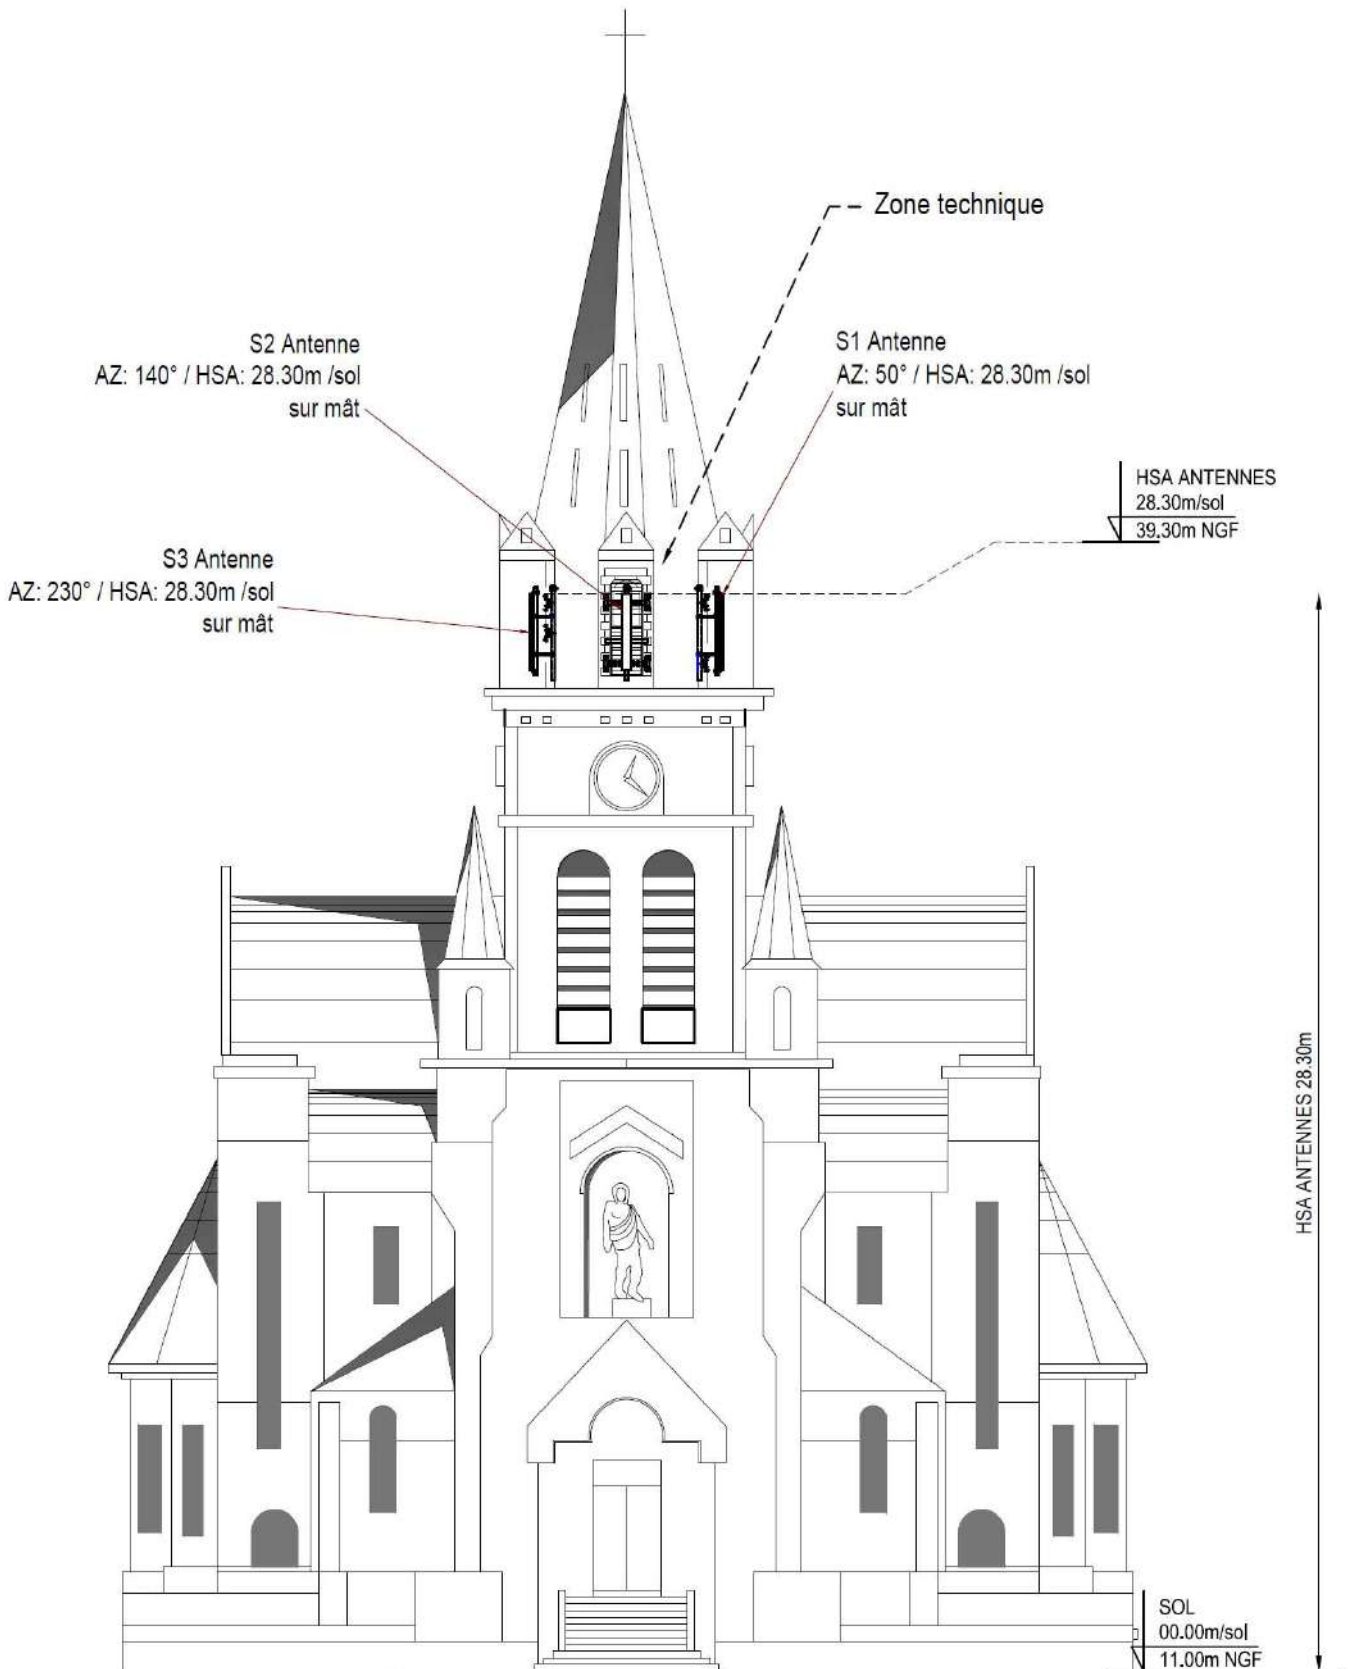 Zone technique
S2 Antenne
AZ: 140° / HSA: 28.30m /sol
sur mât
S1 Antenne
AZ: 50° / HSA: 28.30m /sol
sur mât
HSA ANTENNES
28.30m/sol
39.30m NGF
S3 Antenne
AZ: 230° / HSA: 28.30m /sol
sur mât
HSA ANTENNES 28.30m
SOL
00.00m/sol
11.00m NGF